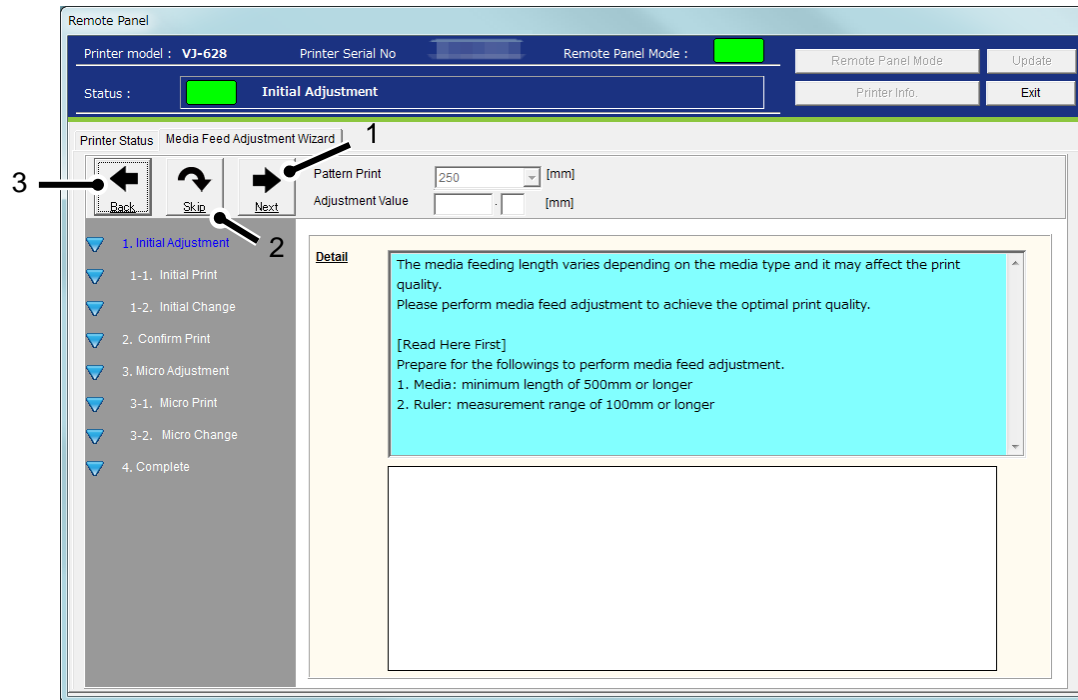 Remote Panel
Printer model : VJ-628 Printer Serial No Remote Panel Mode : Remote Panel Mode Update
Status : Initial Adjustment Printer Info. Exit
Printer Status Media Feed Adjustment Wizard 1
3 Back Skip Next Pattern Print 250 [mm]
Adjustment Value . [mm]
2
1. Initial Adjustment
1-1. Initial Print
1-2. Initial Change
2. Confirm Print
3. Micro Adjustment
3-1. Micro Print
3-2. Micro Change
4. Complete
Detail
The media feeding length varies depending on the media type and it may affect the print
quality.
Please perform media feed adjustment to achieve the optimal print quality.
[Read Here First]
Prepare for the followings to perform media feed adjustment.
1. Media: minimum length of 500mm or longer
2. Ruler: measurement range of 100mm or longer